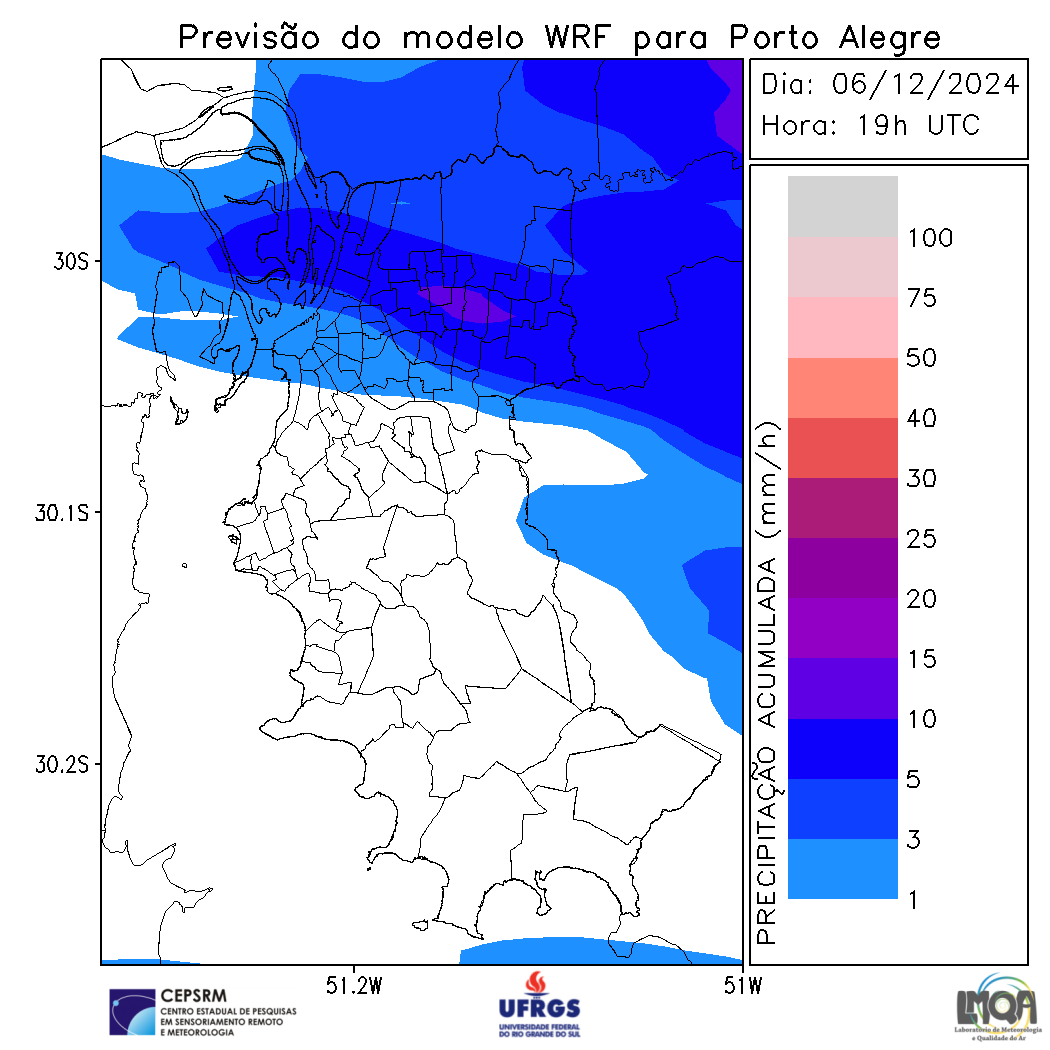 Previsão do modelo WRF para Porto Alegre
Dia: 06/12/2024
Hora: 19h UTC
30S
30.1S
30.2S
51.2W
51W
PRECIPITAÇÃO ACUMULADA (mm/h)
100
75
50
40
30
25
20
15
10
5
3
1
CEPSRM
CENTRO ESTADUAL DE PESQUISAS
EM SENSORIAMENTO REMOTO
E METEOROLOGIA
UFRGS
UNIVERSIDADE FEDERAL
DO RIO GRANDE DO SUL
LMQA
Laboratório de Meteorologia
e Qualidade do Ar